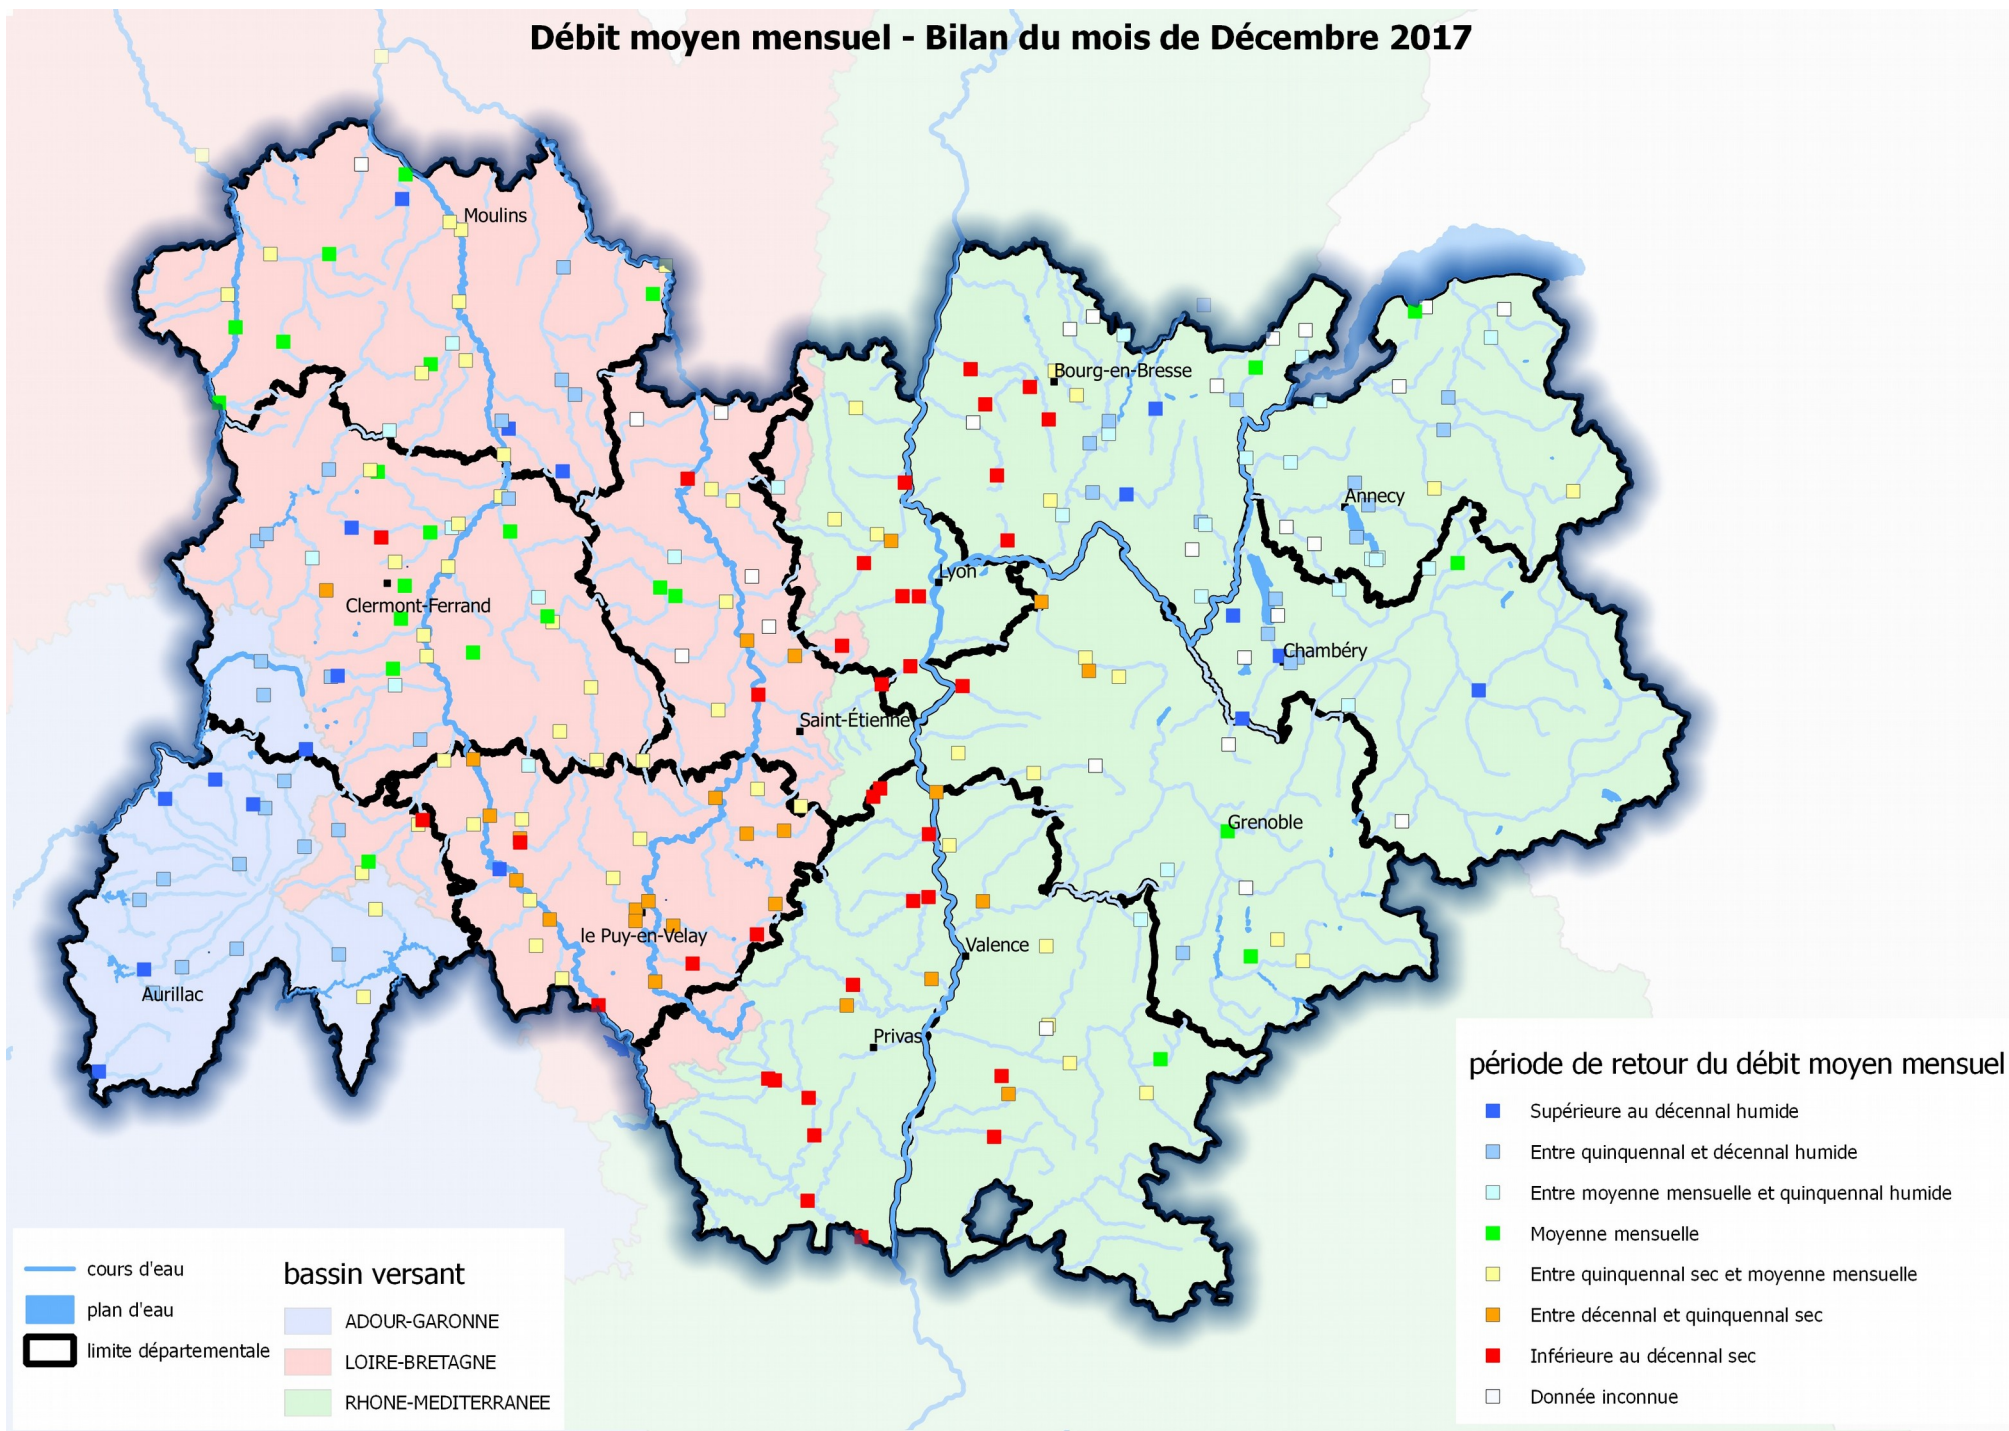 Débit moyen mensuel - Bilan du mois de Décembre 2017
Moulins
Bourg-en-Bresse
Annecy
Lyon
Clermont-Ferrand
Chambéry
Saint-Étienne
Grenoble
le Puy-en-Velay
Valence
Aurillac
Privas
période de retour du débit moyen mensuel
Supérieure au décennal humide
Entre quinquennal et décennal humide
Entre moyenne mensuelle et quinquennal humide
Moyenne mensuelle
Entre quinquennal sec et moyenne mensuelle
Entre décennal et quinquennal sec
Inférieure au décennal sec
Donnée inconnue
cours d'eau
plan d'eau
limite départementale
bassin versant
ADOUR-GARONNE
LOIRE-BRETAGNE
RHONE-MEDITERRANEE